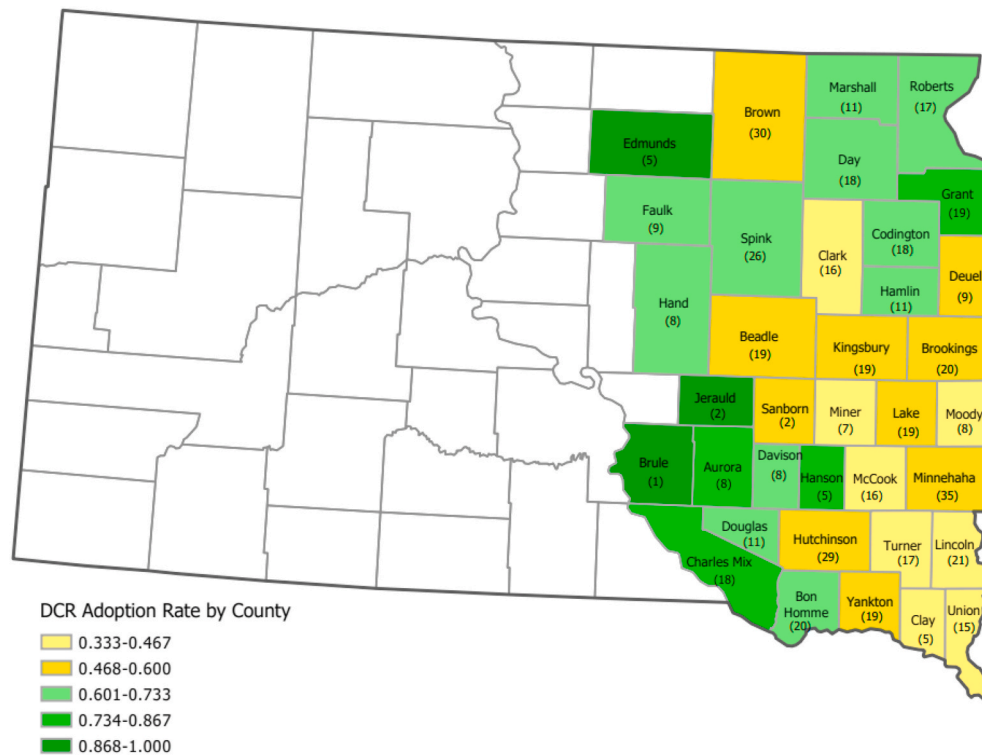 Marshall
(11)
Roberts
(17)
Brown
(30)
Edmunds
(5)
Day
(18)
Grant
(19)
Faulk
(9)
Spink
(26)
Clark
(16)
Codington
(18)
Deuel
(9)
Hamlin
(11)
Hand
(8)
Beadle
(19)
Kingsbury
(19)
Brookings
(20)
Jerauld
(2)
Sanborn
(2)
Miner
(7)
Lake
(19)
Moody
(8)
Brule
(1)
Aurora
(8)
Davison
(8)
Hanson
(5)
McCook
(16)
Minnehaha
(35)
Douglas
(11)
Hutchinson
(29)
Turner
(17)
Lincoln
(21)
Charles Mix
(18)
Bon
Homme
(20)
Yankton
(19)
Clay
(5)
Union
(15)
DCR Adoption Rate by County
0.333-0.467
0.468-0.600
0.601-0.733
0.734-0.867
0.868-1.000